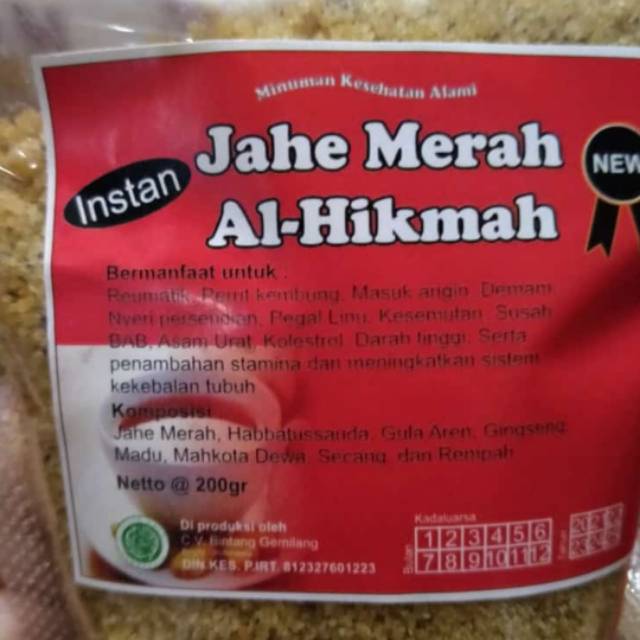 Minuman Kesehatan Alami
Instan
Jahe Merah
Al-Hikmah
NEW
Bermanfaat untuk :
Reumatik, Perut kembung, Masuk angin, Demam,
Nyeri persendian, Pegal Linu, Kesemutan, Susah
BAB, Asam Urat, Kolestrol, Darah tinggi, Serta
penambahan stamina dan meningkatkan sistem
kekebalan tubuh
Komposisi
Jahe Merah, Habbatussauda, Gula Aren, Gingseng,
Madu, Mahkota Dewa, Secang, dan Rempah
Netto @ 200gr
Di produksi oleh
C.V. Bintang Gemilang
DIN.KES. P.IRT. 812327601223
Kadaluarsa
Bulan
1 2 3 4 5 6
7 8 9 10 11 12
Tahun